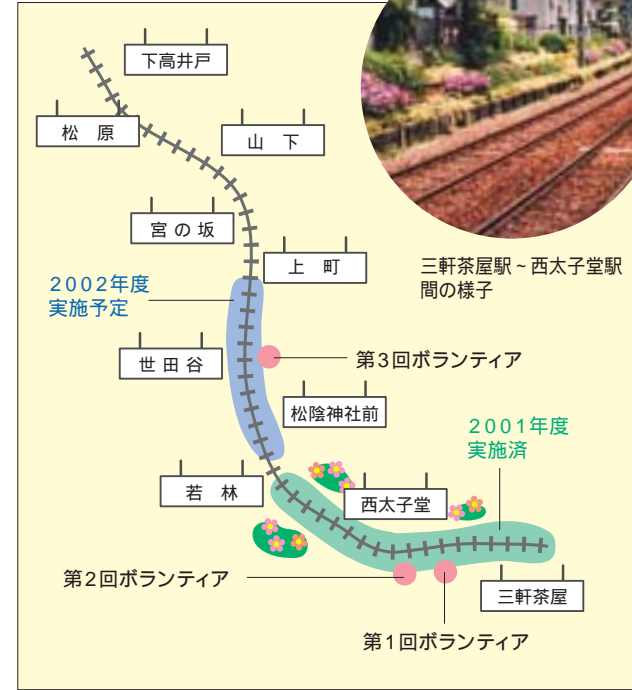 下高井戸
松原
山下
宮の坂
上町
三軒茶屋駅~西太子堂駅
間の様子
2002年度
実施予定
世田谷
第3回ボランティア
松陰神社前
2001年度
実施済
若林
西太子堂
第2回ボランティア
三軒茶屋
第1回ボランティア